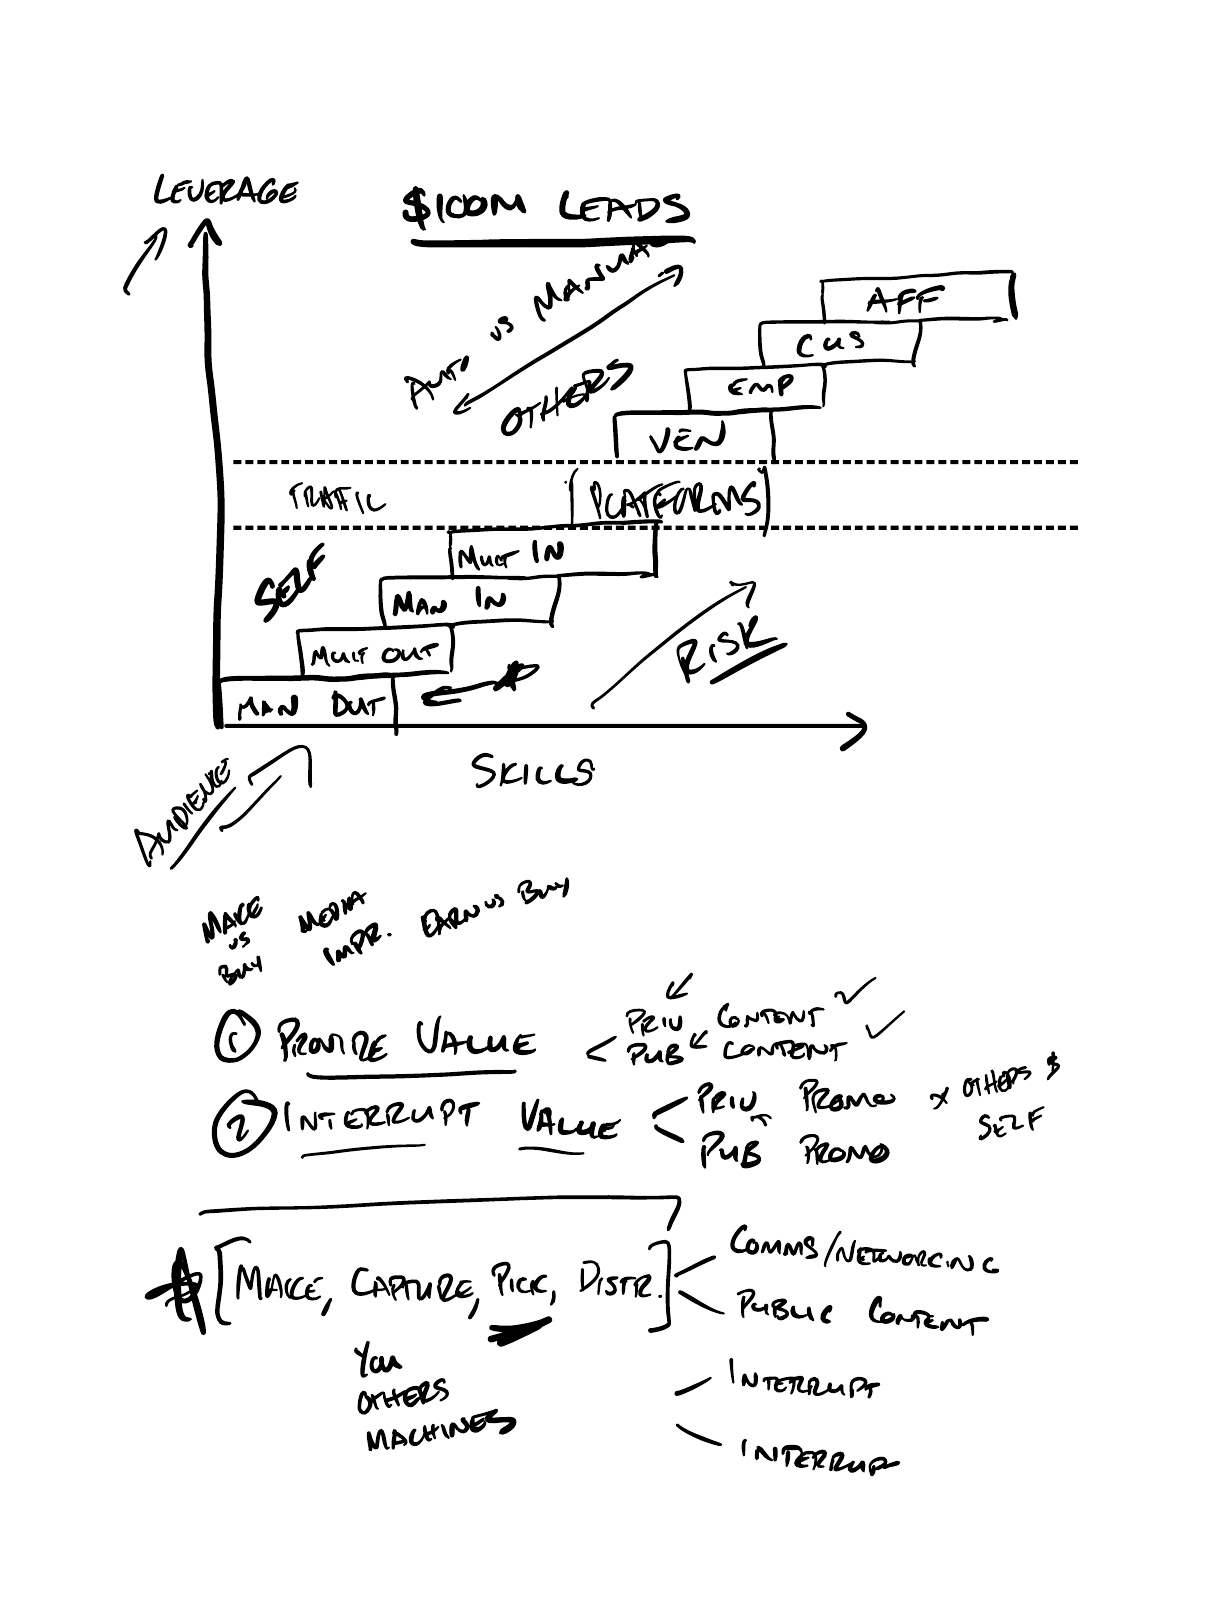 LEVERAGE
$100M LEADS
AUTO vs MANUAL
OTHERS
AFF
CUS
EMP
VEN
TRAFFIC
PLATFORMS
SELF
MULT IN
MAN IN
MULT OUT
MAN OUT
RISK
SKILLS
AUDIENCE
MAKE
vs
BUY
MEDIA
IMPR.
EARN vs BUY
1 PROVIDE VALUE
PRIV CONTENT
PUB CONTENT
2 INTERRUPT VALUE
PRIV PROMO
PUB PROMO
x OTHERS $
SELF
[MAKE, CAPTURE, PICK, DISTR.]
COMMS/NETWORKING
PUBLIC CONTENT
YOU
OTHERS
MACHINES
INTERRUPT
INTERRUP